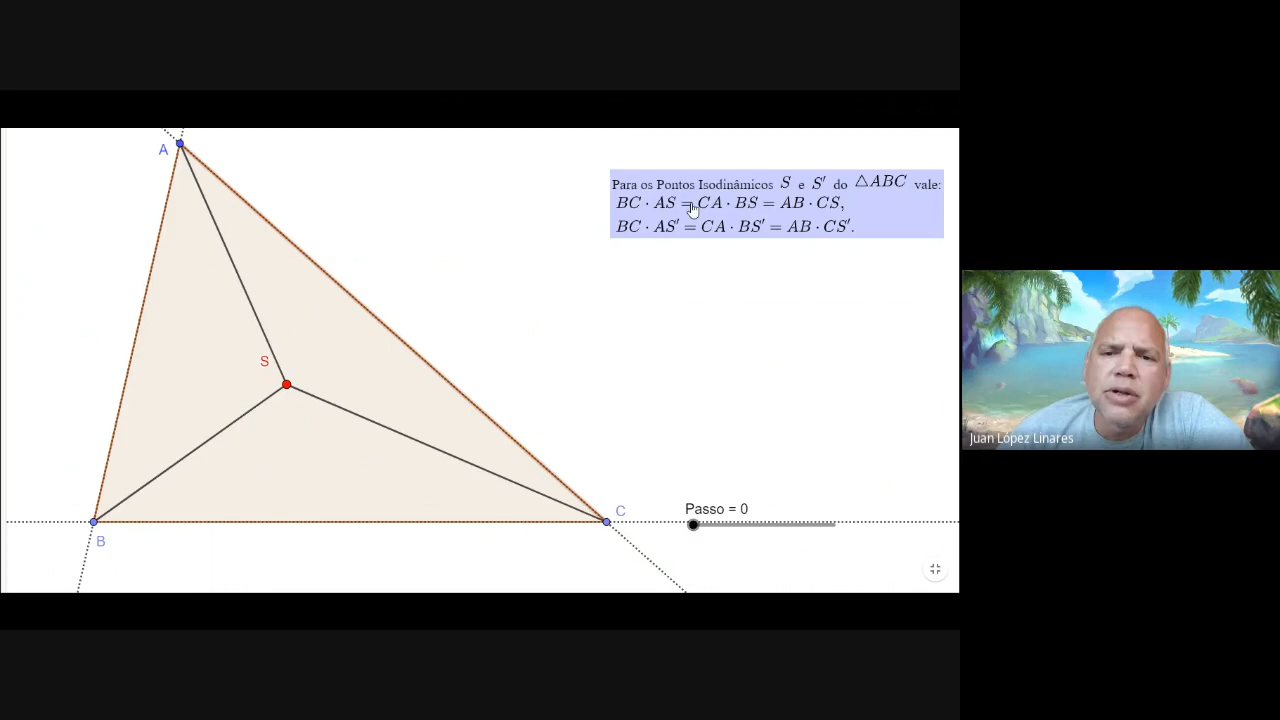 A
Para os Pontos Isodinâmicos S e S′ do △ABC vale:
BC · AS = CA · BS = AB · CS,
BC · AS′ = CA · BS′ = AB · CS′.
S
Juan López Linares
Passo = 0
C
B